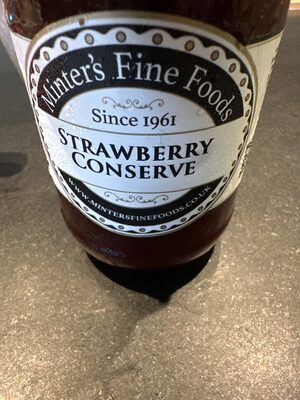 Minter's Fine Foods
Since 1961
STRAWBERRY
CONSERVE
WWW.MINTERSFINEFOODS.CO.UK